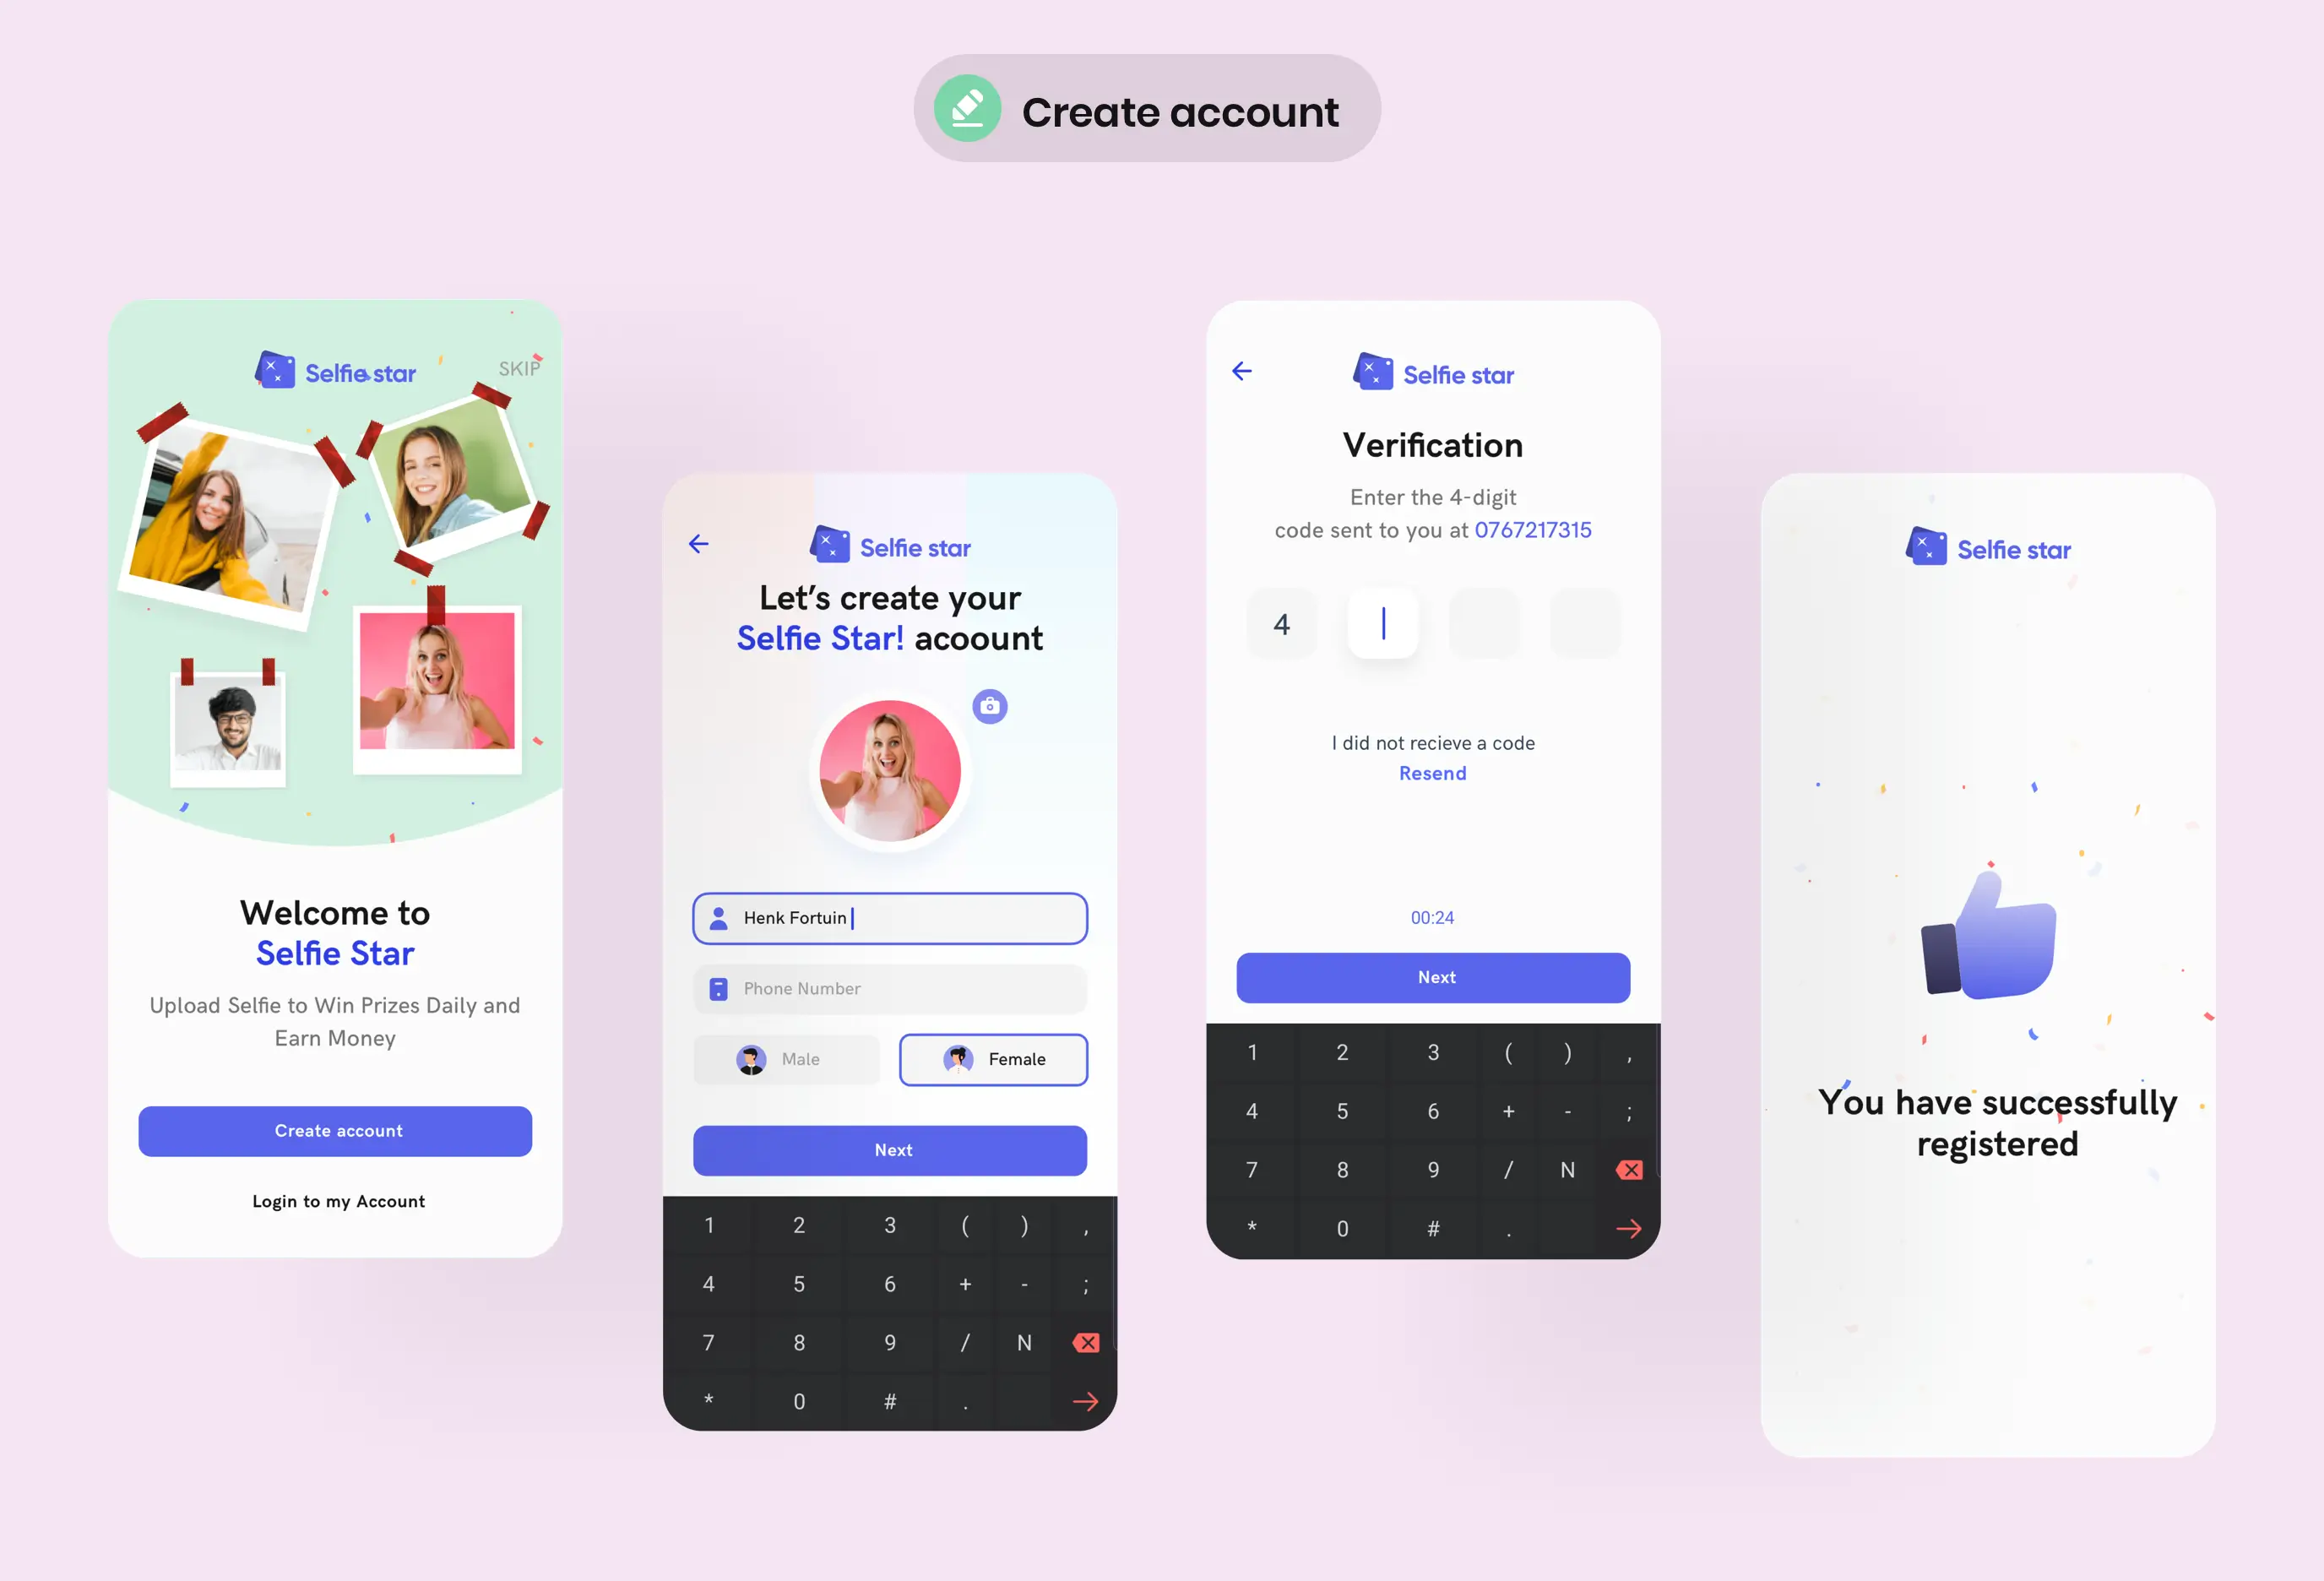 Create account
Selfie star
SKIP
Welcome to
Selfie Star
Upload Selfie to Win Prizes Daily and
Earn Money
Create account
Login to my Account
Selfie star
Let's create your
Selfie Star! acoount
Henk Fortuin
Phone Number
Male
Female
Next
1 2 3 ( ) ,
4 5 6 + - ;
7 8 9 / N
* 0 # .
Selfie star
Verification
Enter the 4-digit
code sent to you at 0767217315
4
I did not recieve a code
Resend
00:24
Next
1 2 3 ( ) ,
4 5 6 + - ;
7 8 9 / N
* 0 # .
Selfie star
You have successfully
registered